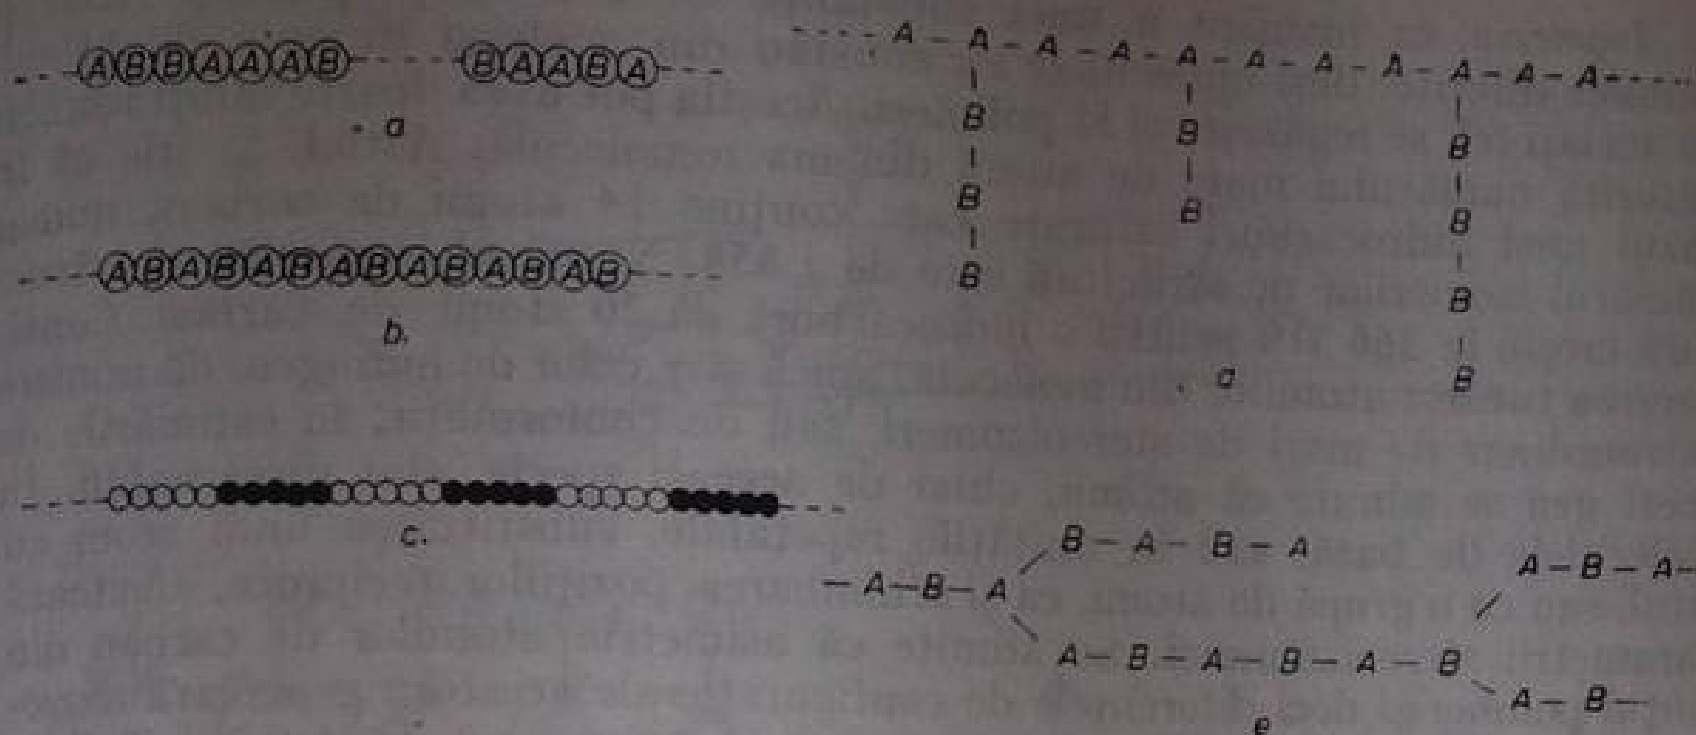 --- ABBAAAB ---- BAABA ---
a
--- ABABABABABABAB ---
b.
c.
---- A - A - A - A - A - A - A - A - A - A - A ----
B B B
B B B
B B
B
a
B - A - B - A
- A - B - A
A - B - A - B - A - B
A - B - A -
A - B -
e